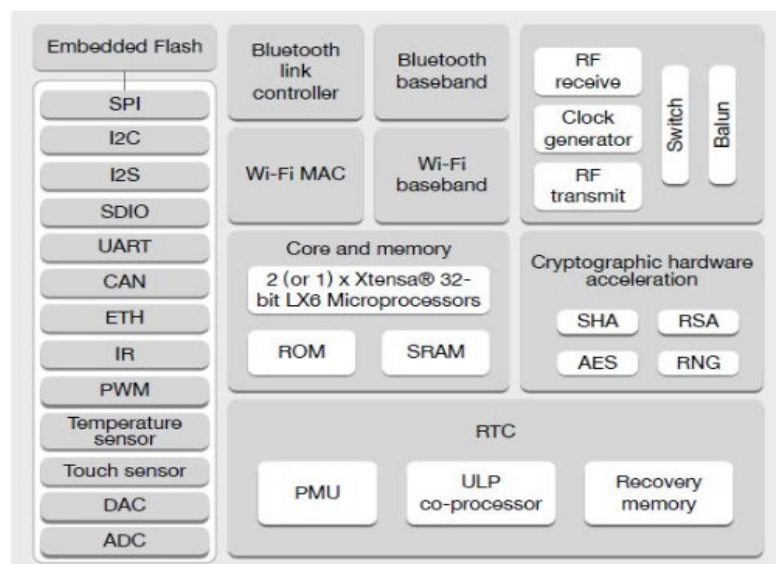 Embedded Flash
SPI
I2C
I2S
SDIO
UART
CAN
ETH
IR
PWM
Temperature
sensor
Touch sensor
DAC
ADC
Bluetooth
link
controller
Bluetooth
baseband
Wi-Fi MAC
Wi-Fi
baseband
RF
receive
Clock
generator
RF
transmit
Switch
Balun
Core and memory
2 (or 1) x Xtensa® 32-
bit LX6 Microprocessors
ROM
SRAM
Cryptographic hardware
acceleration
SHA
RSA
AES
RNG
RTC
PMU
ULP
co-processor
Recovery
memory